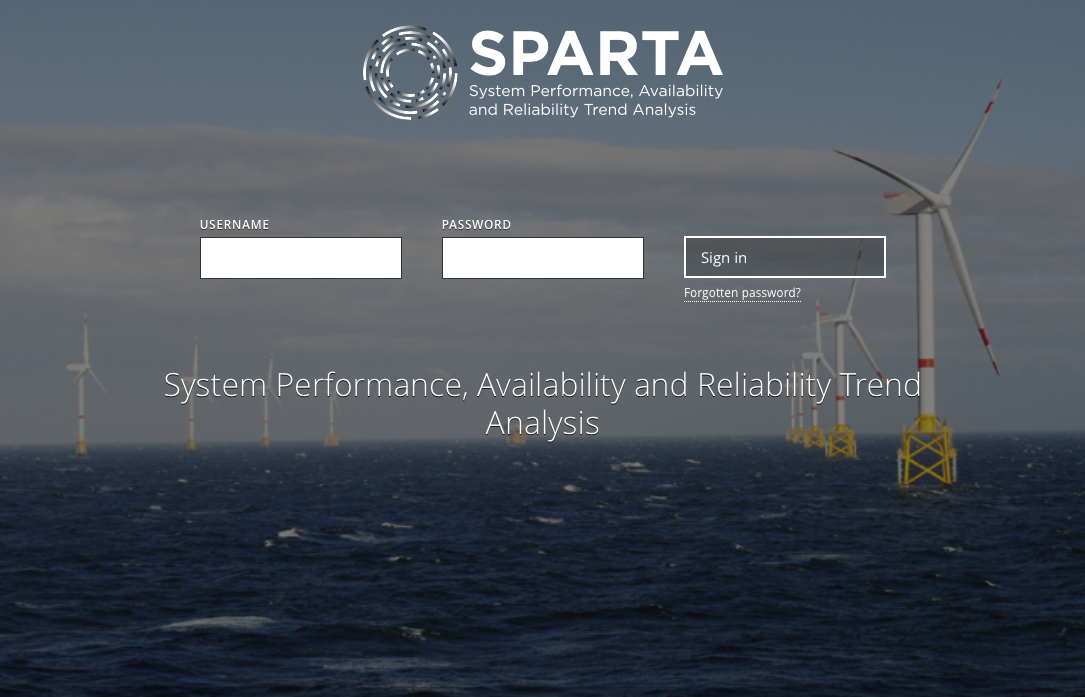 SPARTA
System Performance, Availability
and Reliability Trend Analysis
USERNAME
PASSWORD
Sign in
Forgotten password?
System Performance, Availability and Reliability Trend
Analysis